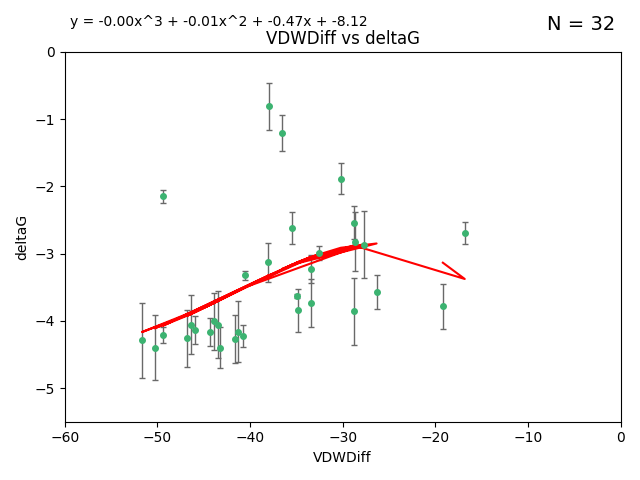 y = -0.00x^3 + -0.01x^2 + -0.47x + -8.12
N = 32
VDWDiff vs deltaG
0
−1
−2
−3
−4
−5
deltaG
−60 −50 −40 −30 −20 −10 0
VDWDiff